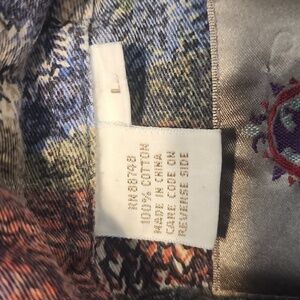 L
RN 88748
100% COTTON
MADE IN CHINA
CARE CODE ON
REVERSE SIDE